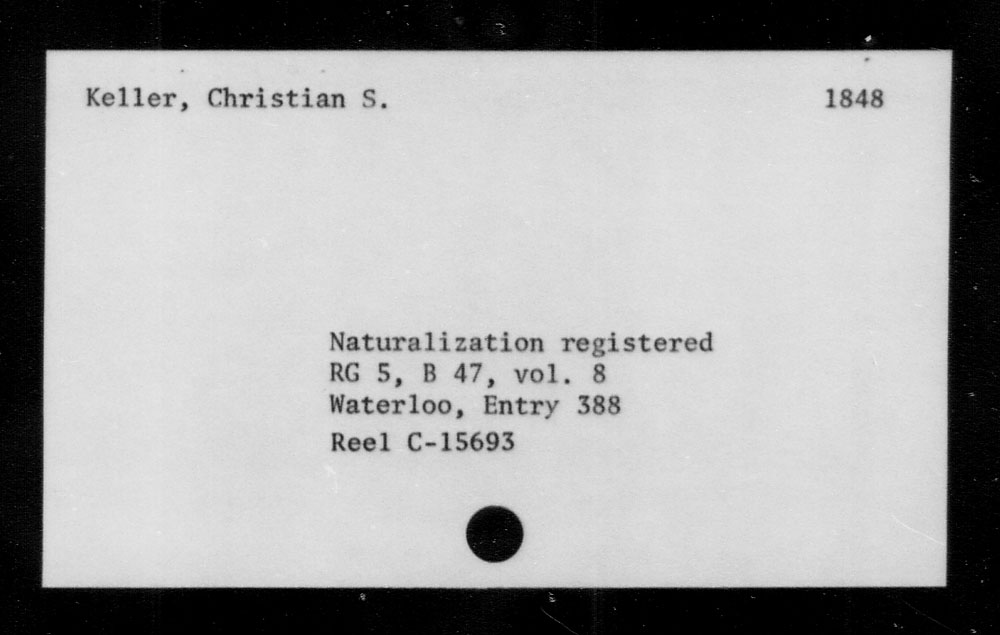 Keller, Christian S. 1848
Naturalization registered
RG 5, B 47, vol. 8
Waterloo, Entry 388
Reel C-15693